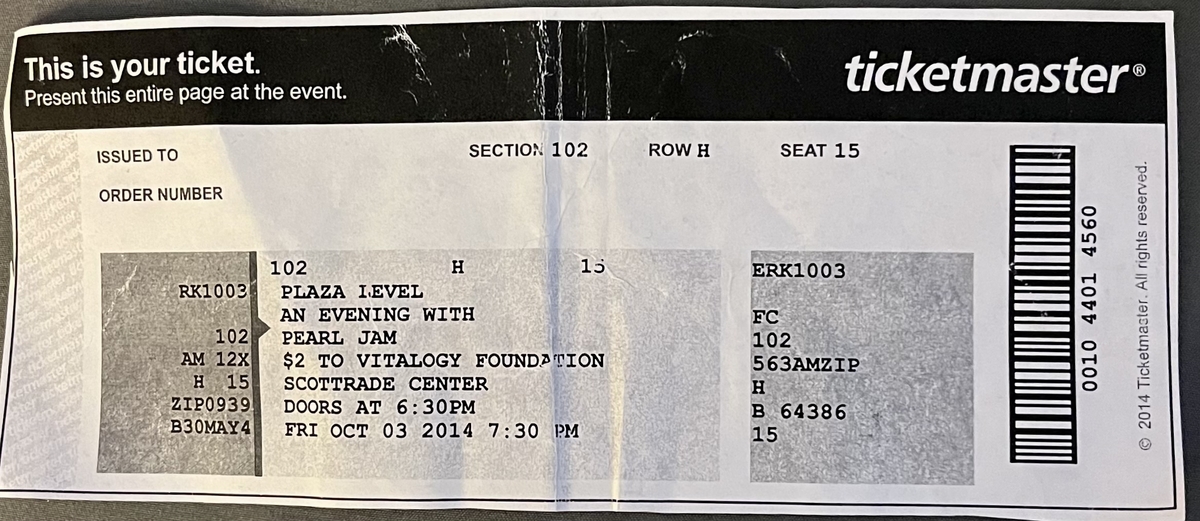 This is your ticket.
Present this entire page at the event.
ticketmaster®
ISSUED TO
SECTION 102 ROW H SEAT 15
ORDER NUMBER
102 H 15
RK1003
102
AM 12X
H 15
ZIP0939
B30MAY4
PLAZA LEVEL
AN EVENING WITH
PEARL JAM
$2 TO VITALOGY FOUNDATION
SCOTTRADE CENTER
DOORS AT 6:30PM
FRI OCT 03 2014 7:30 PM
ERK1003
FC
102
563AMZIP
H
B 64386
15
0010 4401 4560
© 2014 Ticketmaster. All rights reserved.